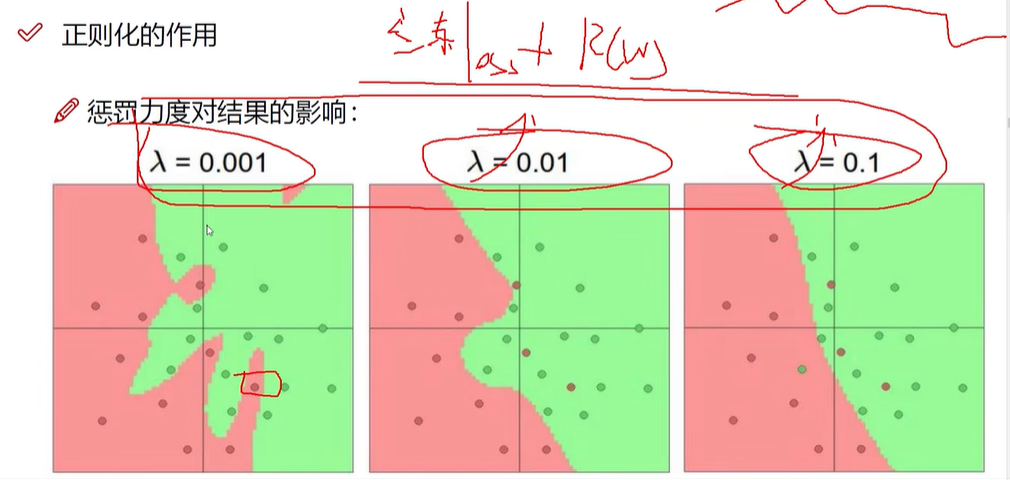 正则化的作用
loss + R(W)
惩罚力度对结果的影响：
λ = 0.001
λ = 0.01
λ = 0.1